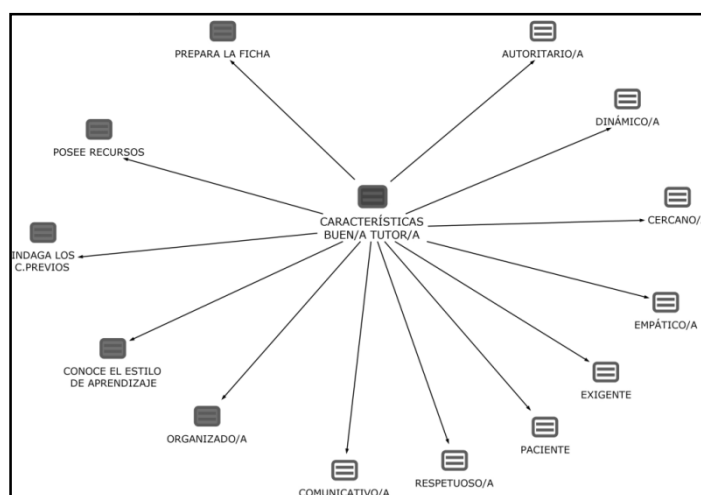 PREPARA LA FICHA
AUTORITARIO/A
DINÁMICO/A
POSEE RECURSOS
CERCANO/A
CARACTERÍSTICAS
BUEN/A TUTOR/A
INDAGA LOS
C.PREVIOS
EMPÁTICO/A
CONOCE EL ESTILO
DE APRENDIZAJE
EXIGENTE
ORGANIZADO/A
PACIENTE
RESPETUOSO/A
COMUNICATIVO/A